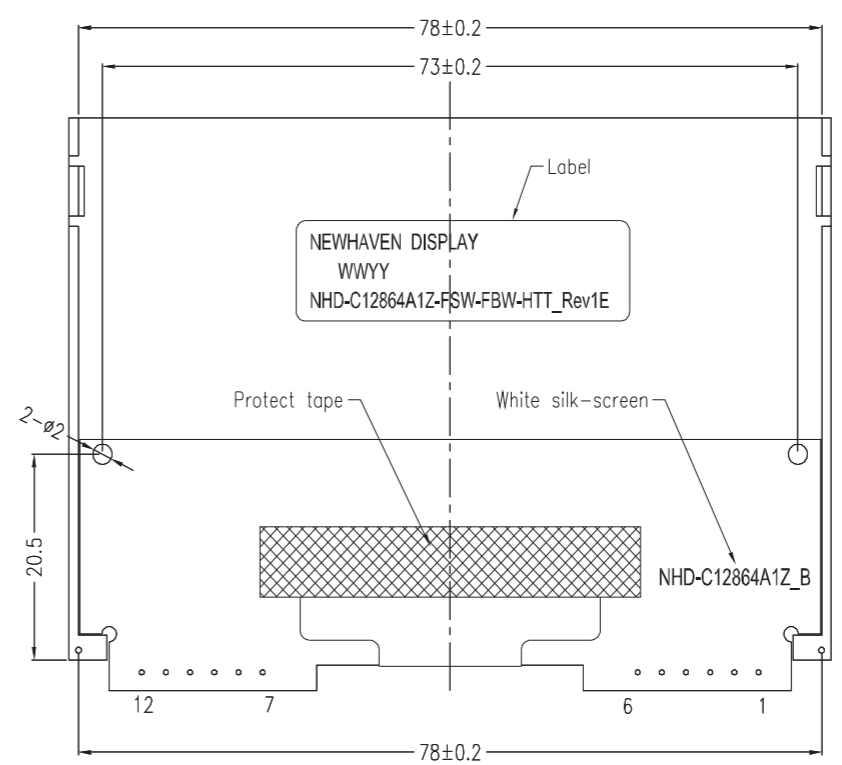 78±0.2
73±0.2
Label
NEWHAVEN DISPLAY
WWYY
NHD-C12864A1Z-FSW-FBW-HTT_Rev1E
Protect tape
White silk-screen
2-ø2
20.5
NHD-C12864A1Z_B
12 7 6 1
78±0.2